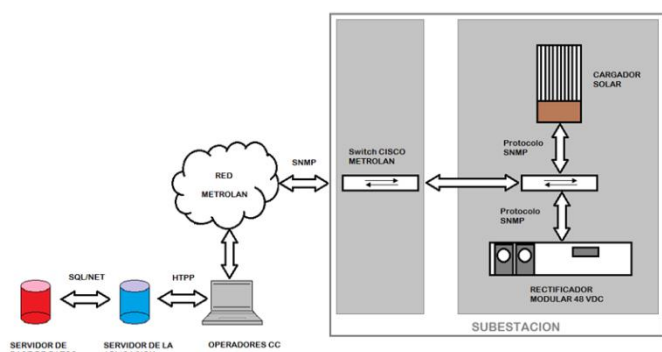 CARGADOR
SOLAR
Protocolo
SNMP
Switch CISCO
METROLAN
SNMP
RED
METROLAN
Protocolo
SNMP
SQL/NET
HTPP
RECTIFICADOR
MODULAR 48 VDC
SUBESTACION
SERVIDOR DE
SERVIDOR DE LA
OPERADORES CC